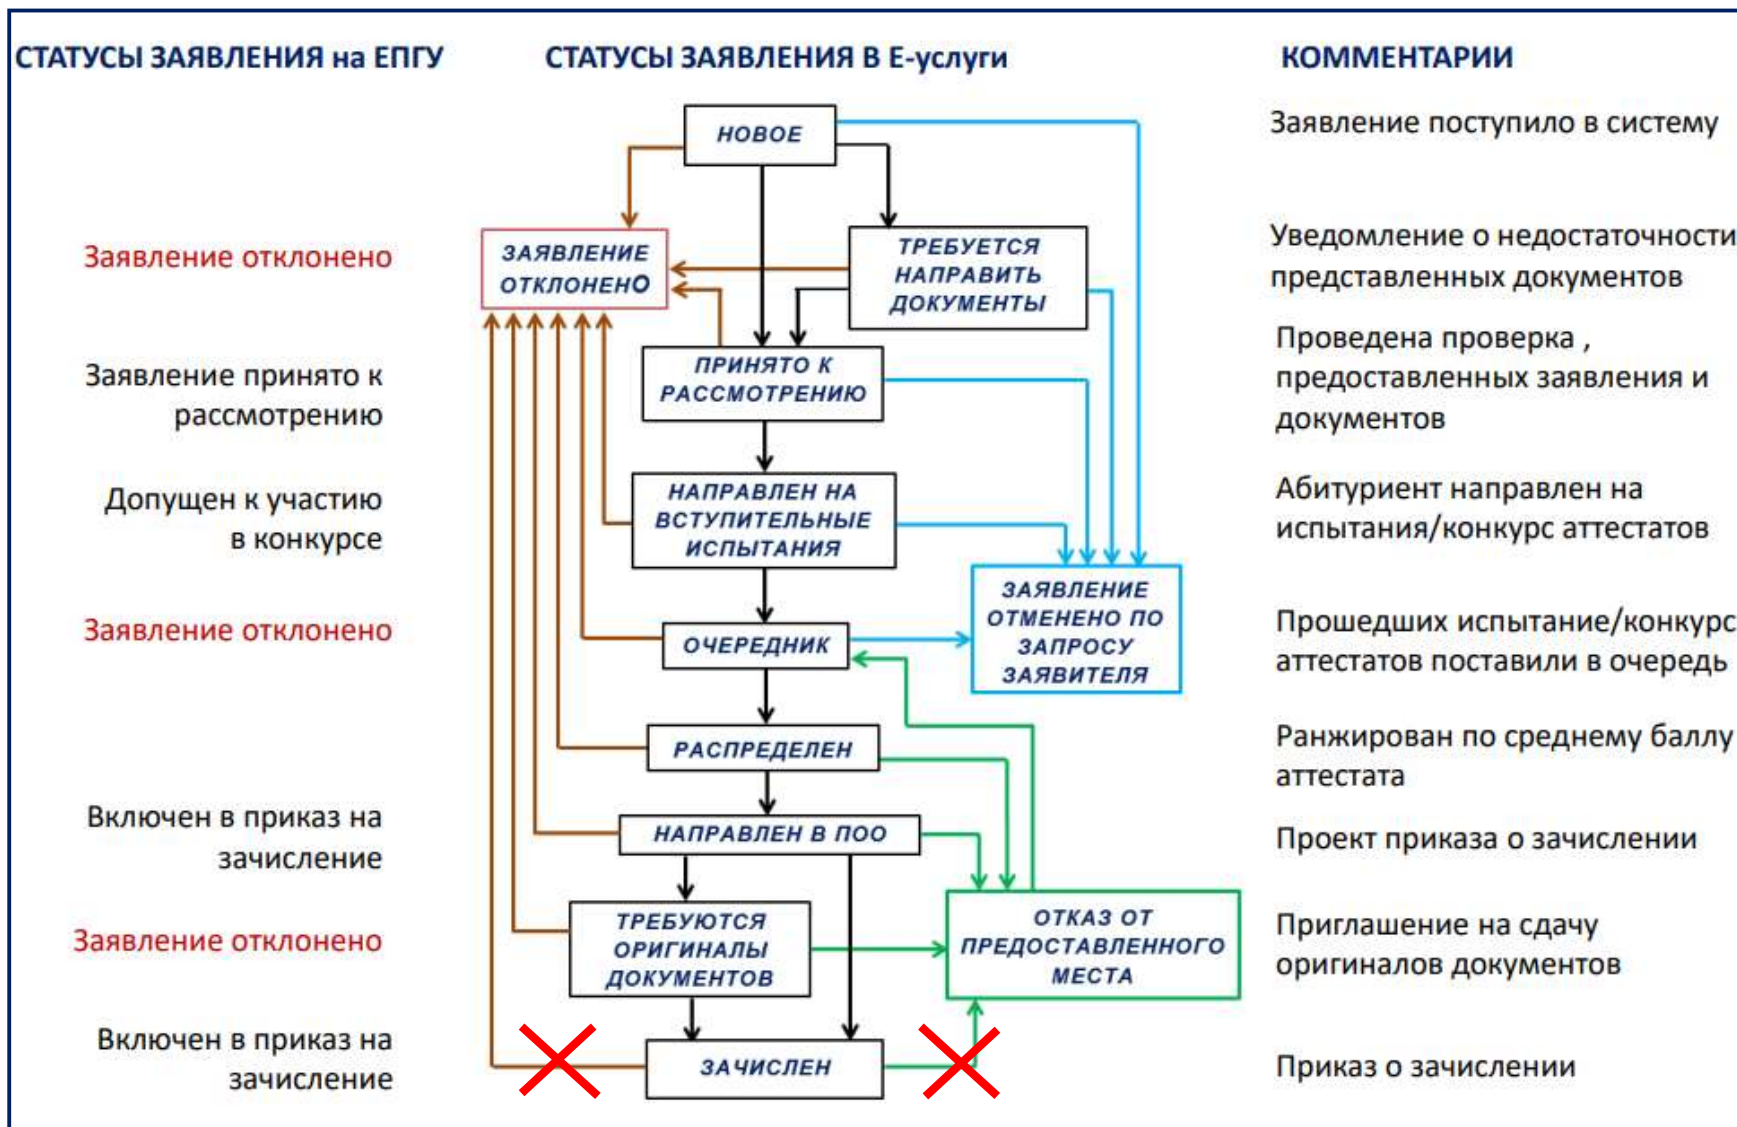 СТАТУСЫ ЗАЯВЛЕНИЯ на ЕПГУ
СТАТУСЫ ЗАЯВЛЕНИЯ В Е-услуги
КОММЕНТАРИИ
НОВОЕ
Заявление поступило в систему
Заявление отклонено
ЗАЯВЛЕНИЕ
ОТКЛОНЕНО
ТРЕБУЕТСЯ
НАПРАВИТЬ
ДОКУМЕНТЫ
Уведомление о недостаточности
представленных документов
Заявление принято к
рассмотрению
ПРИНЯТО К
РАССМОТРЕНИЮ
Проведена проверка ,
предоставленных заявления и
документов
Допущен к участию
в конкурсе
НАПРАВЛЕН НА
ВСТУПИТЕЛЬНЫЕ
ИСПЫТАНИЯ
Абитуриент направлен на
испытания/конкурс аттестатов
Заявление отклонено
ОЧЕРЕДНИК
ЗАЯВЛЕНИЕ
ОТМЕНЕНО ПО
ЗАПРОСУ
ЗАЯВИТЕЛЯ
Прошедших испытание/конкурс
аттестатов поставили в очередь
РАСПРЕДЕЛЕН
Ранжирован по среднему баллу
аттестата
Включен в приказ на
зачисление
НАПРАВЛЕН В ПОО
Проект приказа о зачислении
Заявление отклонено
ТРЕБУЮТСЯ
ОРИГИНАЛЫ
ДОКУМЕНТОВ
ОТКАЗ ОТ
ПРЕДОСТАВЛЕННОГО
МЕСТА
Приглашение на сдачу
оригиналов документов
Включен в приказ на
зачисление
ЗАЧИСЛЕН
Приказ о зачислении